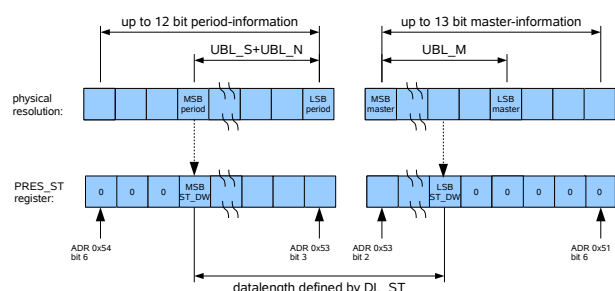 up to 12 bit period-information
up to 13 bit master-information
UBL_S+UBL_N
UBL_M
physical
resolution:
MSB
period
LSB
period
MSB
master
LSB
master
PRES_ST
register:
0
0
0
MSB
ST_DW
LSB
ST_DW
0
0
0
0
ADR 0x54
bit 6
ADR 0x53
bit 3
ADR 0x53
bit 2
ADR 0x51
bit 6
datalength defined by DL_ST